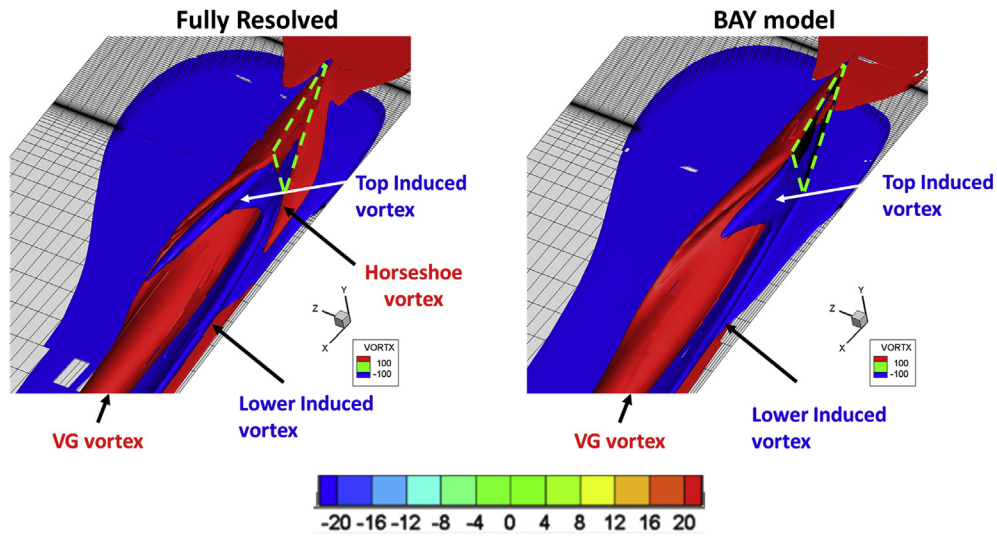 Fully Resolved
Top Induced
vortex
Horseshoe
vortex
Y
Z
X
VORTX
100
-100
Lower Induced
vortex
VG vortex
BAY model
Top Induced
vortex
Y
Z
X
VORTX
100
-100
Lower Induced
vortex
VG vortex
-20 -16 -12 -8 -4 0 4 8 12 16 20